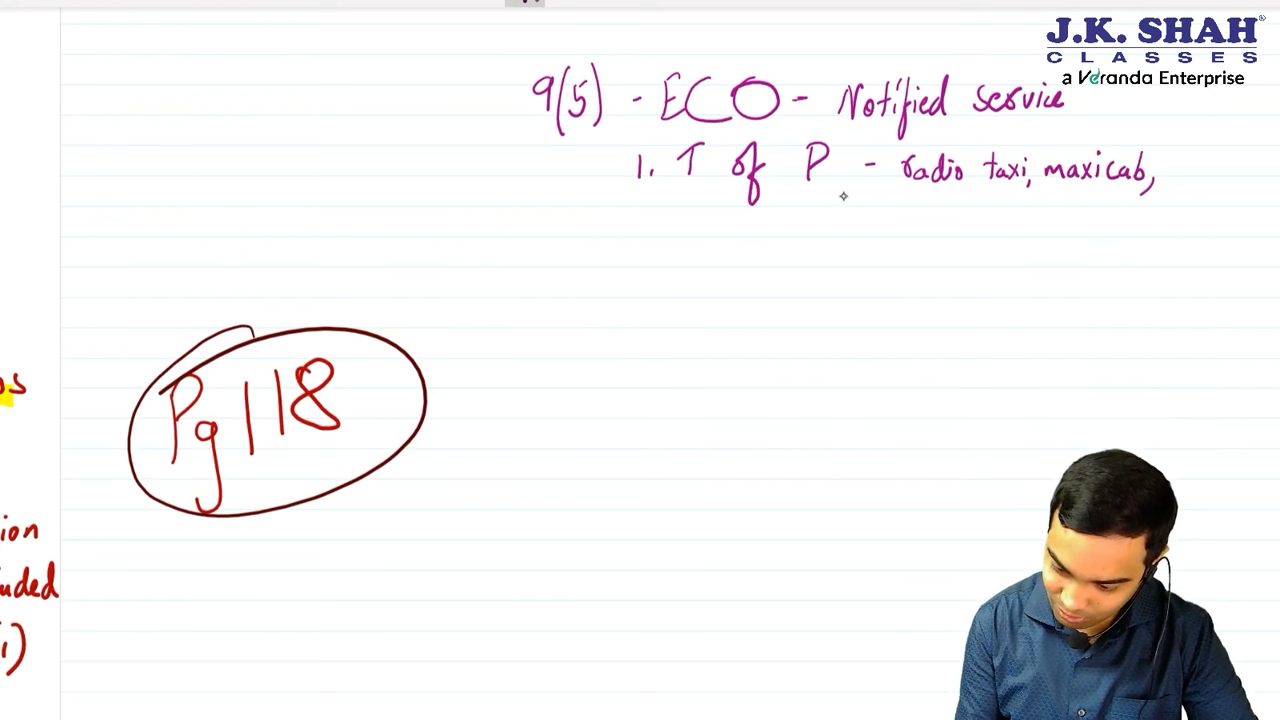 J.K. SHAH
CLASSES
a Veranda Enterprise
9(5) - ECO - Notified service
1. T of P - radio taxi, maxicab,
Pg 118